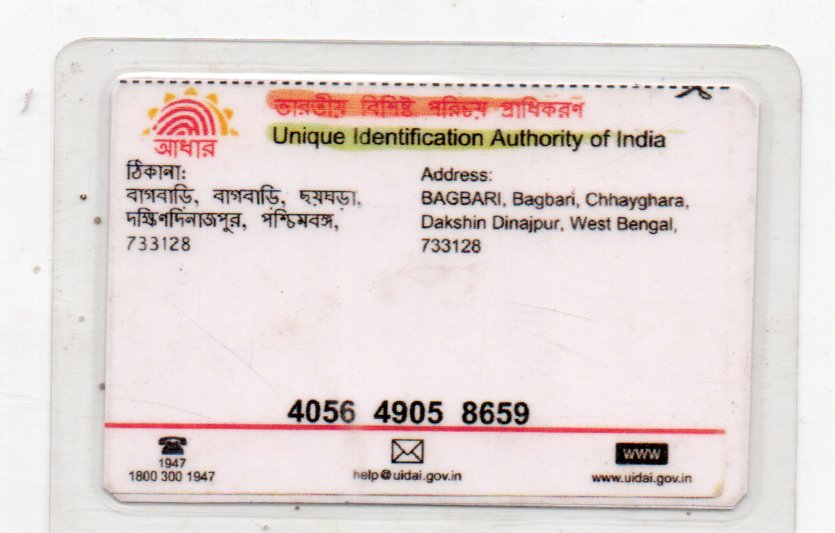 ভারতীয় বিশিষ্ট পরিচয় প্রাধিকরণ
Unique Identification Authority of India
আধার
ঠিকানা:
বাগবাড়ি, বাগবাড়ি, ছয়ঘড়া,
দক্ষিণদিনাজপুর, পশ্চিমবঙ্গ,
733128
Address:
BAGBARI, Bagbari, Chhayghara,
Dakshin Dinajpur, West Bengal,
733128
4056 4905 8659
1947
1800 300 1947
help@uidai.gov.in
WWW
www.uidai.gov.in